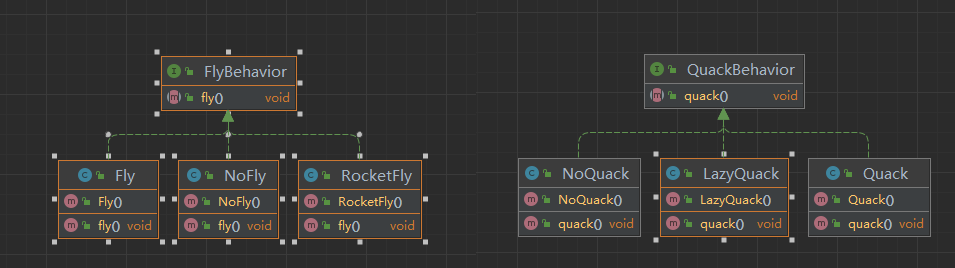 I FlyBehavior
m fly() void
C Fly
m Fly()
m fly() void
C NoFly
m NoFly()
m fly() void
C RocketFly
m RocketFly()
m fly() void
I QuackBehavior
m quack() void
C NoQuack
m NoQuack()
m quack() void
C LazyQuack
m LazyQuack()
m quack() void
C Quack
m Quack()
m quack() void